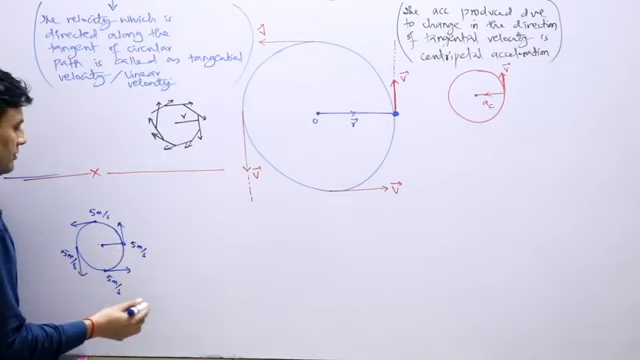 The velocity which is
directed along the
tangent of circular
path is called as tangential
velocity / linear
velocity
(The acc produced due
to change in the direction
of tangential velocity is
centripetal acceleration)
V
V
O
r
V
V
V
ac
r
5m/s
5m/s
5m/s
5m/s